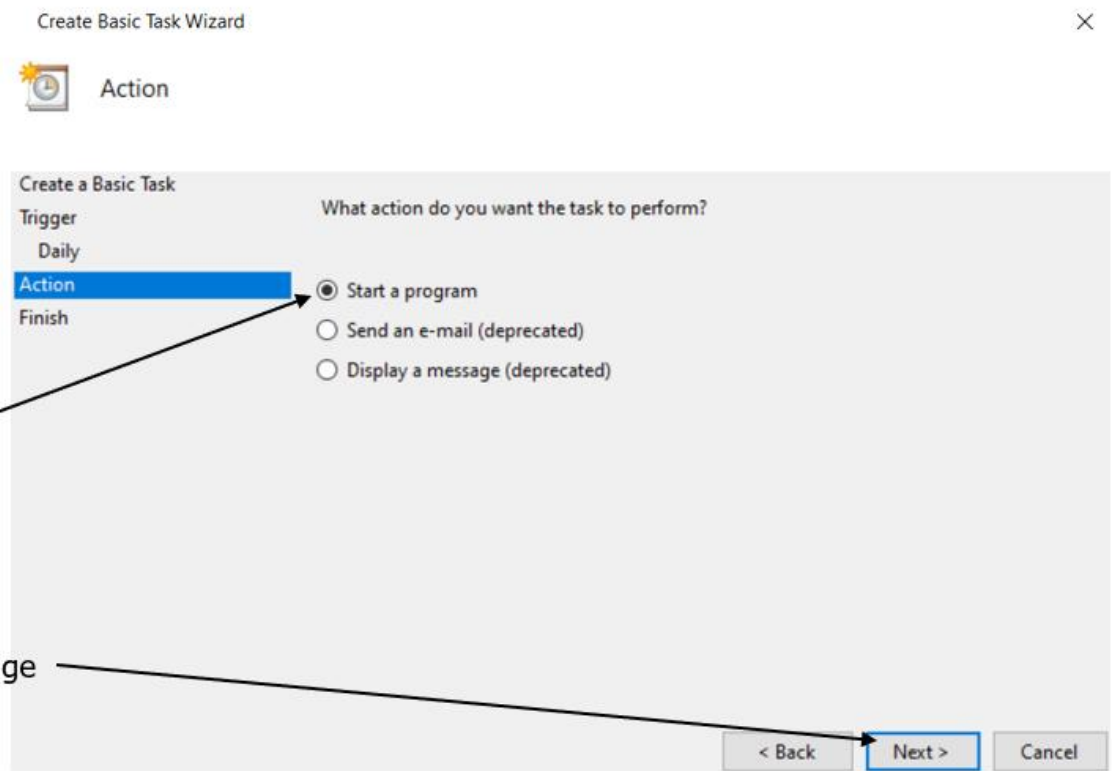 Create Basic Task Wizard
Action
Create a Basic Task
Trigger
Daily
Action
Finish
What action do you want the task to perform?
Start a program
Send an e-mail (deprecated)
Display a message (deprecated)
ge
< Back
Next >
Cancel